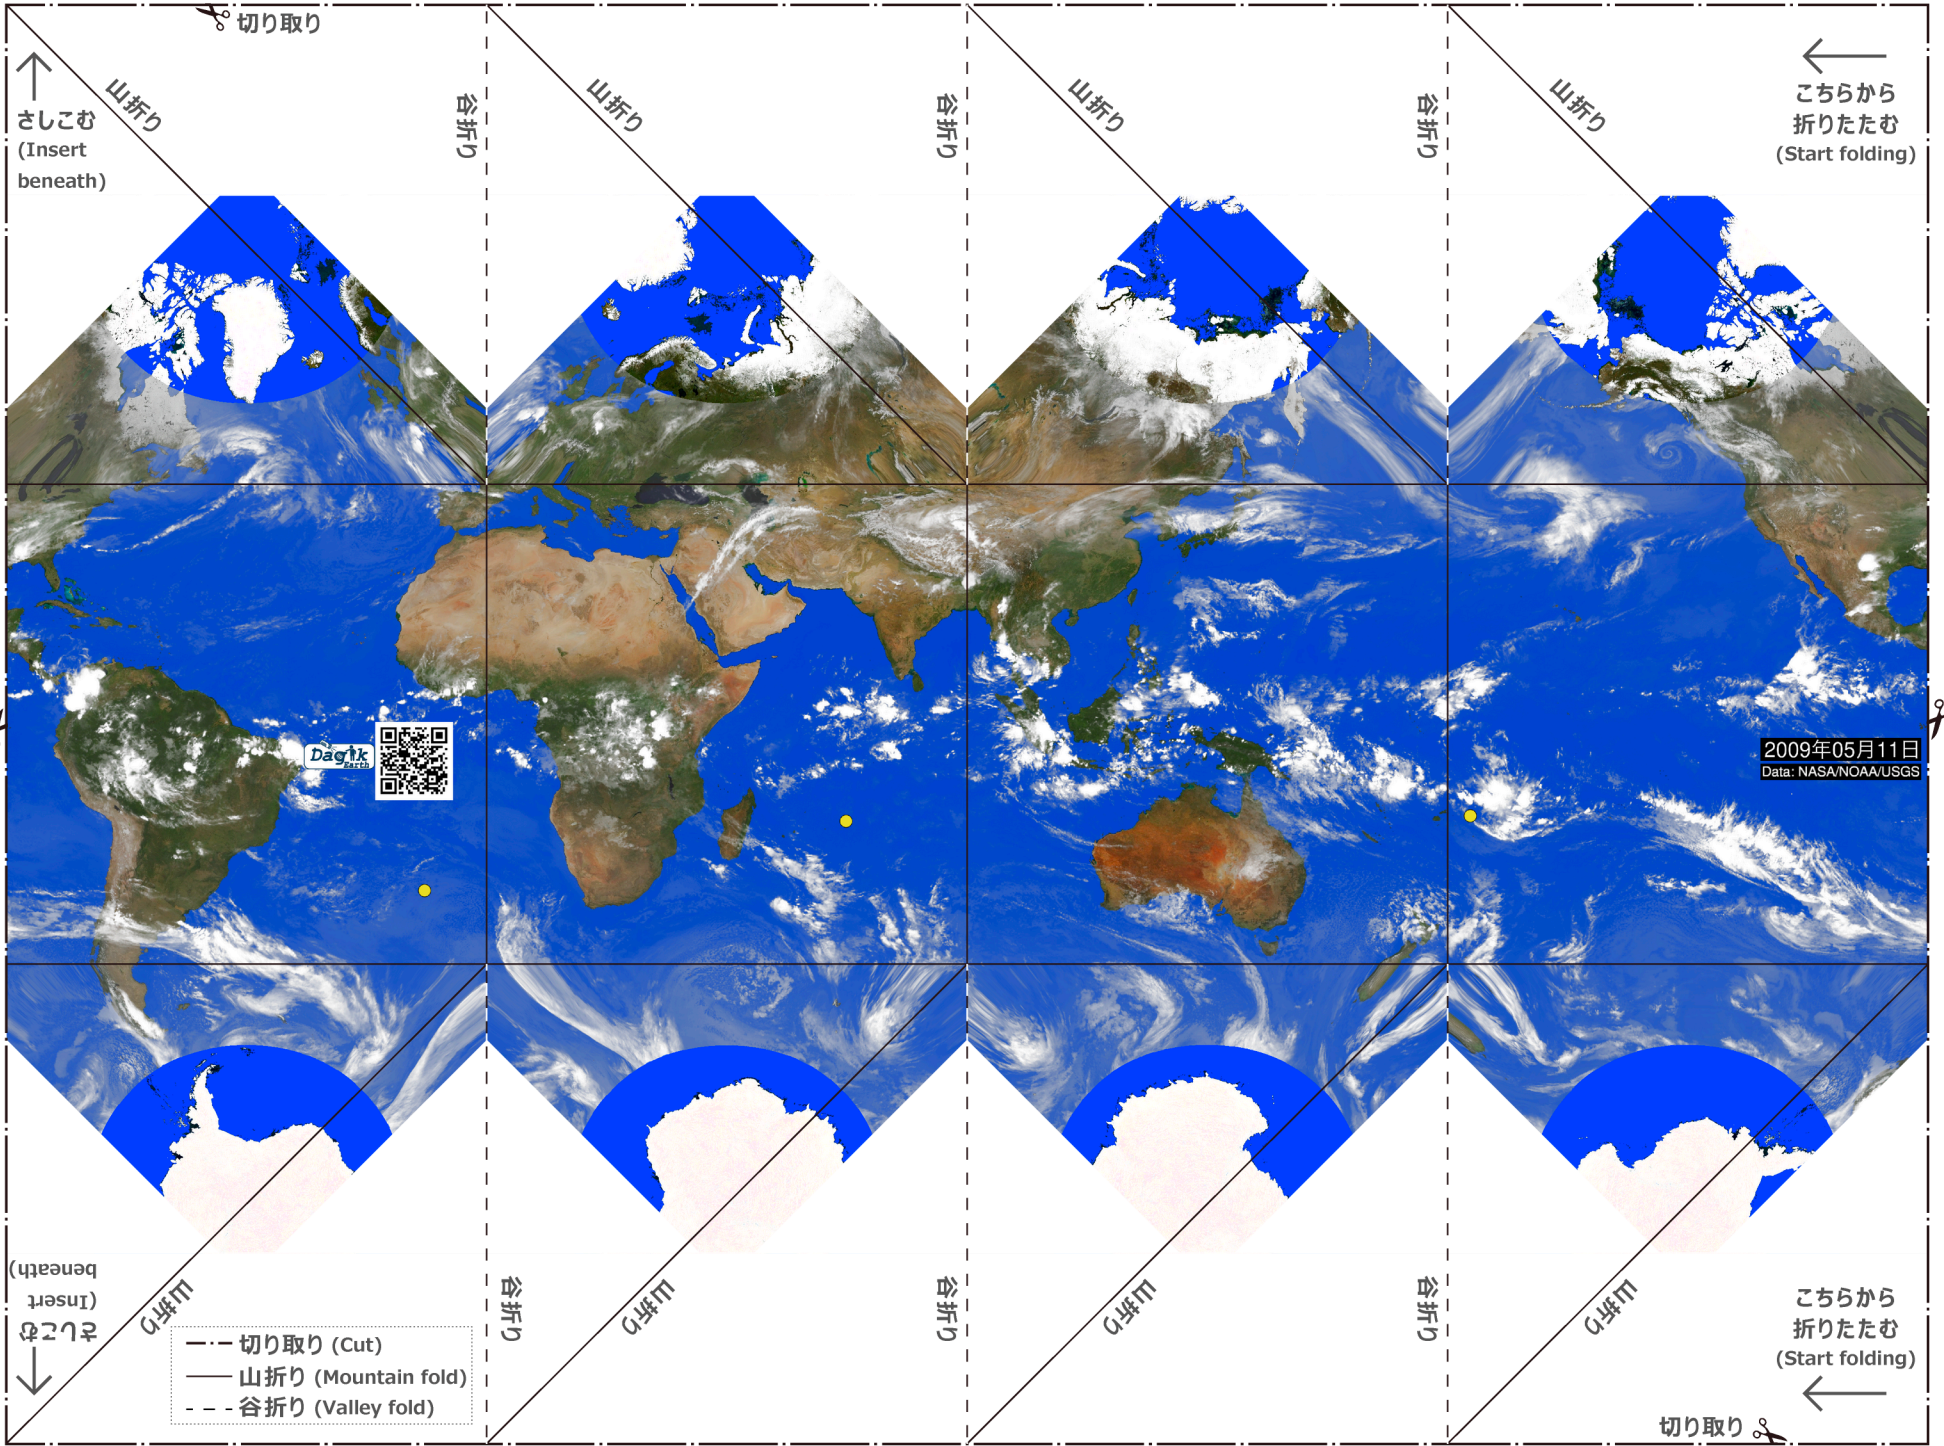 切り取り
山折り
谷折り
山折り
谷折り
山折り
谷折り
山折り
さしこむ
(Insert
beneath)
こちらから
折りたたむ
(Start folding)
Dagik
Earth
2009年05月11日
Data: NASA/NOAA/USGS
さしこむ
(Insert
beneath)
山折り
谷折り
山折り
谷折り
山折り
谷折り
山折り
切り取り (Cut)
山折り (Mountain fold)
谷折り (Valley fold)
こちらから
折りたたむ
(Start folding)
切り取り